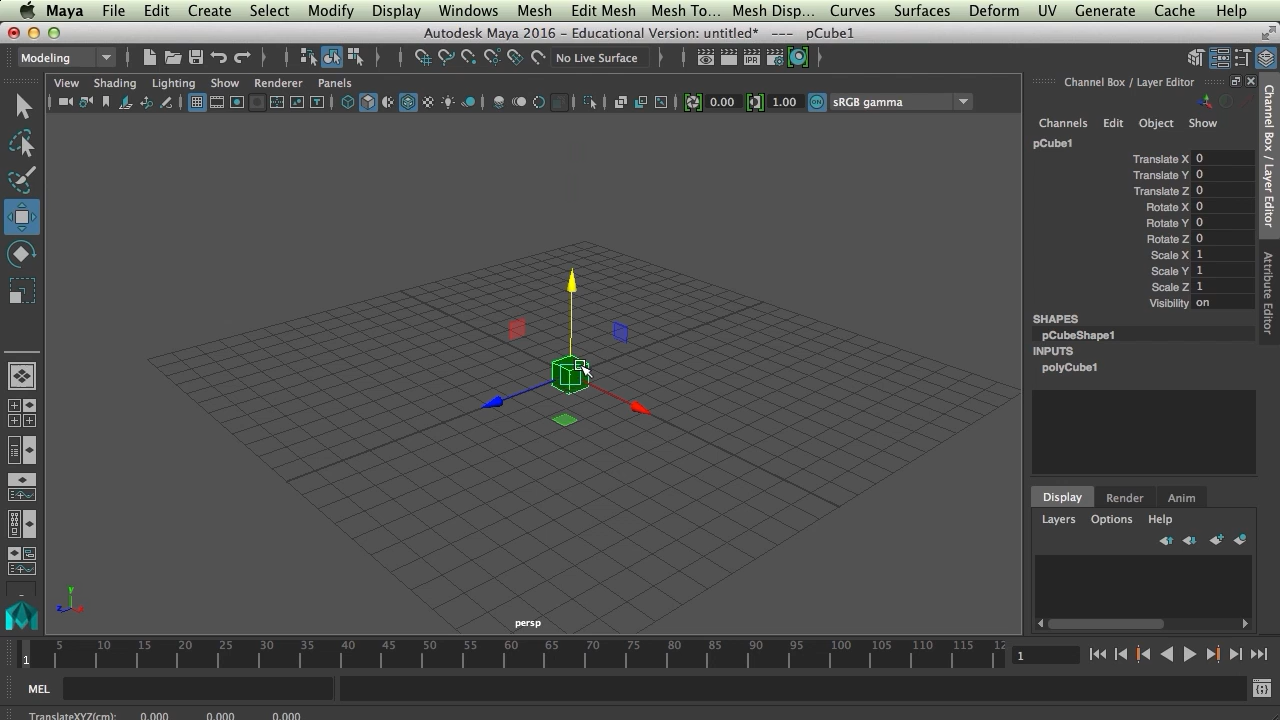 Maya File Edit Create Select Modify Display Windows Mesh Edit Mesh Mesh To... Mesh Disp... Curves Surfaces Deform UV Generate Cache Help
Autodesk Maya 2016 – Educational Version: untitled* --- pCube1
Modeling No Live Surface
View Shading Lighting Show Renderer Panels
0.00 1.00 sRGB gamma
Channel Box / Layer Editor
Channels Edit Object Show
pCube1
Translate X 0
Translate Y 0
Translate Z 0
Rotate X 0
Rotate Y 0
Rotate Z 0
Scale X 1
Scale Y 1
Scale Z 1
Visibility on
SHAPES
pCubeShape1
INPUTS
polyCube1
Channel Box / Layer Editor
Attribute Editor
Display Render Anim
Layers Options Help
y
z x
persp
5 10 15 20 25 30 35 40 45 50 55 60 65 70 75 80 85 90 95 100 105 110 115 12
1 1
MEL
TranslateXYZ(cm): 0.000 0.000 0.000